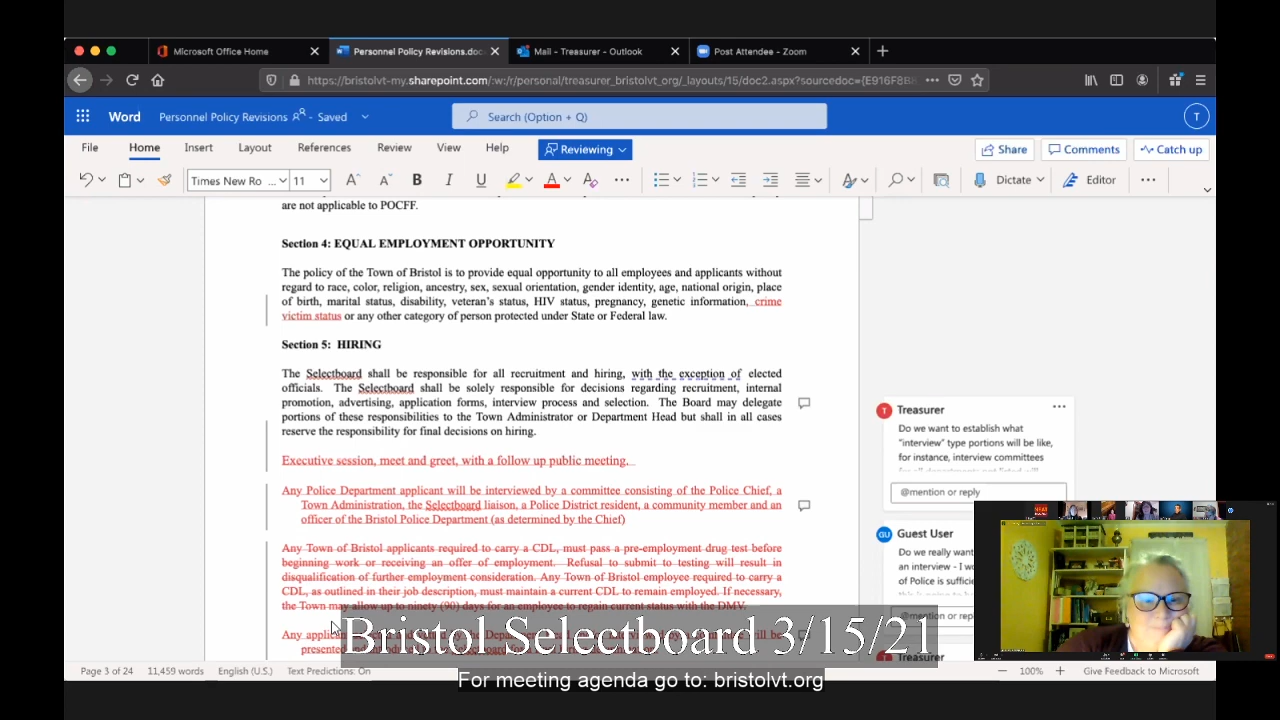 Microsoft Office Home
Personnel Policy Revisions.doc
Mail - Treasurer - Outlook
Post Attendee - Zoom
https://bristolvt-my.sharepoint.com/:w:/r/personal/treasurer_bristolvt_org/_layouts/15/doc2.aspx?sourcedoc={E916F8B8
Word
Personnel Policy Revisions - Saved
Search (Option + Q)
T
File
Home
Insert
Layout
References
Review
View
Help
Reviewing
Share
Comments
Catch up
Times New Ro ...
11
B
I
U
A
Dictate
Editor
are not applicable to POCFF.
Section 4: EQUAL EMPLOYMENT OPPORTUNITY
The policy of the Town of Bristol is to provide equal opportunity to all employees and applicants without
regard to race, color, religion, ancestry, sex, sexual orientation, gender identity, age, national origin, place
of birth, marital status, disability, veteran's status, HIV status, pregnancy, genetic information, crime
victim status or any other category of person protected under State or Federal law.
Section 5: HIRING
The Selectboard shall be responsible for all recruitment and hiring, with the exception of elected
officials. The Selectboard shall be solely responsible for decisions regarding recruitment, internal
promotion, advertising, application forms, interview process and selection. The Board may delegate
portions of these responsibilities to the Town Administrator or Department Head but shall in all cases
reserve the responsibility for final decisions on hiring.
Executive session, meet and greet, with a follow up public meeting.
Any Police Department applicant will be interviewed by a committee consisting of the Police Chief, a
Town Administration, the Selectboard liaison, a Police District resident, a community member and an
officer of the Bristol Police Department (as determined by the Chief)
Any Town of Bristol applicants required to carry a CDL, must pass a pre-employment drug test before
beginning work or receiving an offer of employment. Refusal to submit to testing will result in
disqualification of further employment consideration. Any Town of Bristol employee required to carry a
CDL, as outlined in their job description, must maintain a current CDL to remain employed. If necessary,
the Town may allow up to ninety (90) days for an employee to regain current status with the DMV.
Any
will be
presented
T
Treasurer
Do we want to establish what
"interview" type portions will be like,
for instance, interview committees
@mention or reply
GU
Guest User
Do we really want
an interview - I wo
of Police is sufficie
@mention or reply
Treasurer
Bristol Selectboard 3/15/21
For meeting agenda go to: bristolvt.org
Page 3 of 24
11,459 words
English (U.S.)
Text Predictions: On
100%
Give Feedback to Microsoft